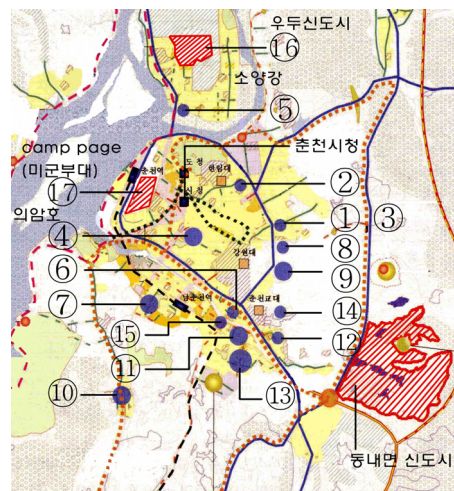 우두신도시
⑯
소양강
⑤
camp page
(미군부대)
춘천시청
도청
춘천역
한림대
②
⑰
시청
의암호
①
③
④
⑧
강원대
⑥
⑨
⑦
남춘천역
춘천교대
⑭
⑮
⑪
⑫
⑩
⑬
동내면 신도시